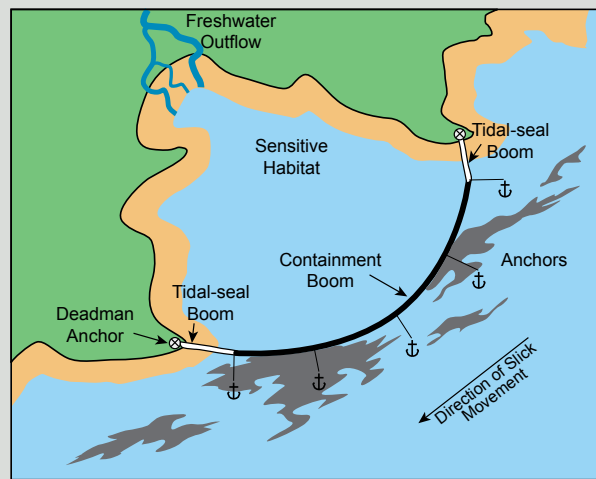 Freshwater
Outflow
Sensitive
Habitat
Tidal-seal
Boom
Containment
Boom
Anchors
Tidal-seal
Boom
Deadman
Anchor
Direction of Slick
Movement